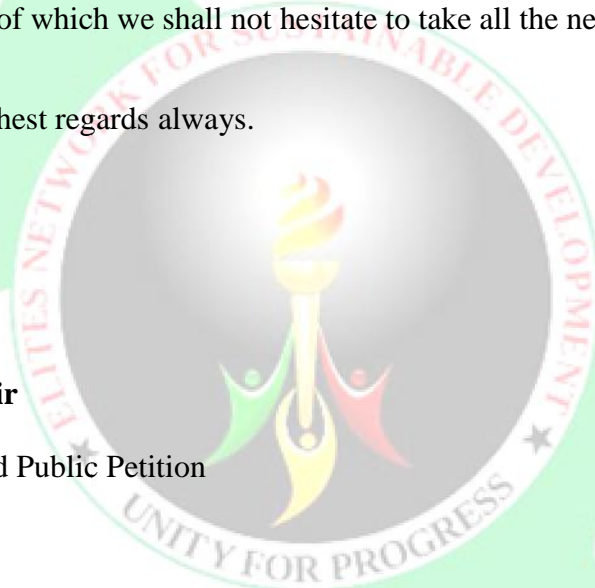 of which we shall not hesitate to take all the ne
hest regards always.
ir
d Public Petition
ELITES NETWORK FOR SUSTAINABLE DEVELOPMENT
UNITY FOR PROGRESS